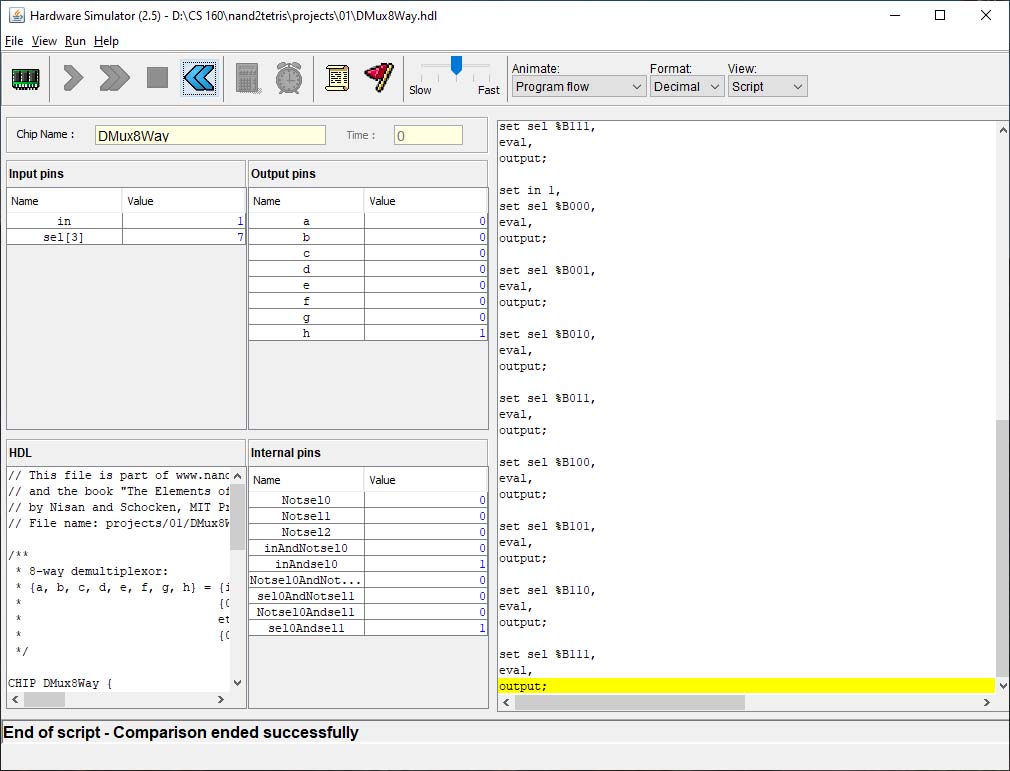 Hardware Simulator (2.5) - D:\CS 160\nand2tetris\projects\01\DMux8Way.hdl
File View Run Help
Slow Fast
Animate: Format: View:
Program flow Decimal Script
Chip Name : DMux8Way Time : 0
Input pins
Name Value
in 1
sel[3] 7
Output pins
Name Value
a 0
b 0
c 0
d 0
e 0
f 0
g 0
h 1
HDL
// This file is part of www.nand
// and the book "The Elements of
// by Nisan and Schocken, MIT Pr
// File name: projects/01/DMux8W
/**
* 8-way demultiplexor:
* {a, b, c, d, e, f, g, h} = {i
* {0
* et
* {0
*/
CHIP DMux8Way {
Internal pins
Name Value
Notsel0 0
Notsel1 0
Notsel2 0
inAndNotsel0 0
inAndsel0 1
Notsel0AndNot... 0
sel0AndNotsel1 0
Notsel0Andsel1 0
sel0Andsel1 1
set sel %B111,
eval,
output;
set in 1,
set sel %B000,
eval,
output;
set sel %B001,
eval,
output;
set sel %B010,
eval,
output;
set sel %B011,
eval,
output;
set sel %B100,
eval,
output;
set sel %B101,
eval,
output;
set sel %B110,
eval,
output;
set sel %B111,
eval,
output;
End of script - Comparison ended successfully